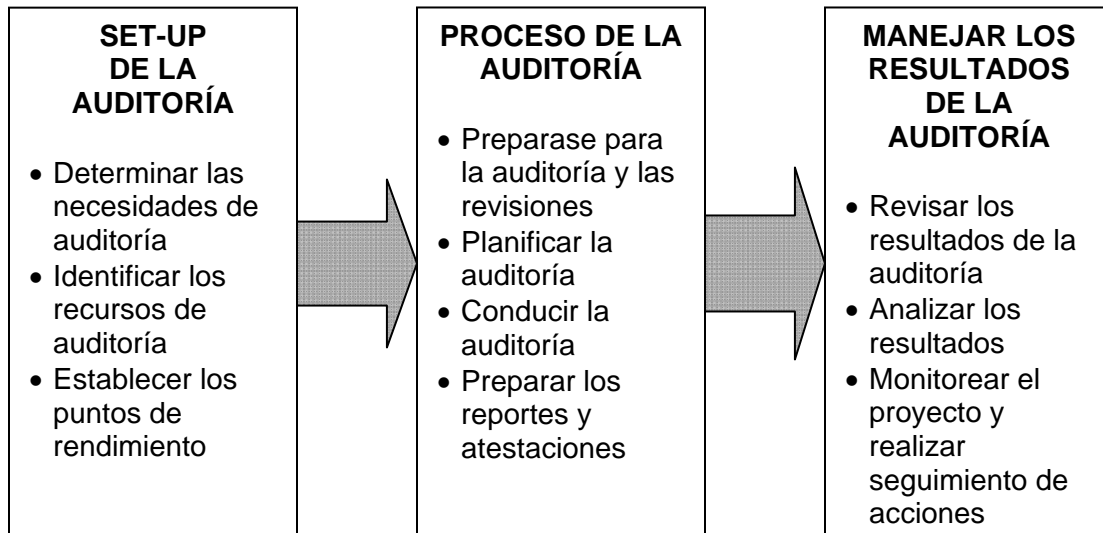 SET-UP
DE LA
AUDITORÍA
• Determinar las
necesidades de
auditoría
• Identificar los
recursos de
auditoría
• Establecer los
puntos de
rendimiento
PROCESO DE LA
AUDITORÍA
• Preparase para
la auditoría y las
revisiones
• Planificar la
auditoría
• Conducir la
auditoría
• Preparar los
reportes y
atestaciones
MANEJAR LOS
RESULTADOS
DE LA
AUDITORÍA
• Revisar los
resultados de la
auditoría
• Analizar los
resultados
• Monitorear el
proyecto y
realizar
seguimiento de
acciones